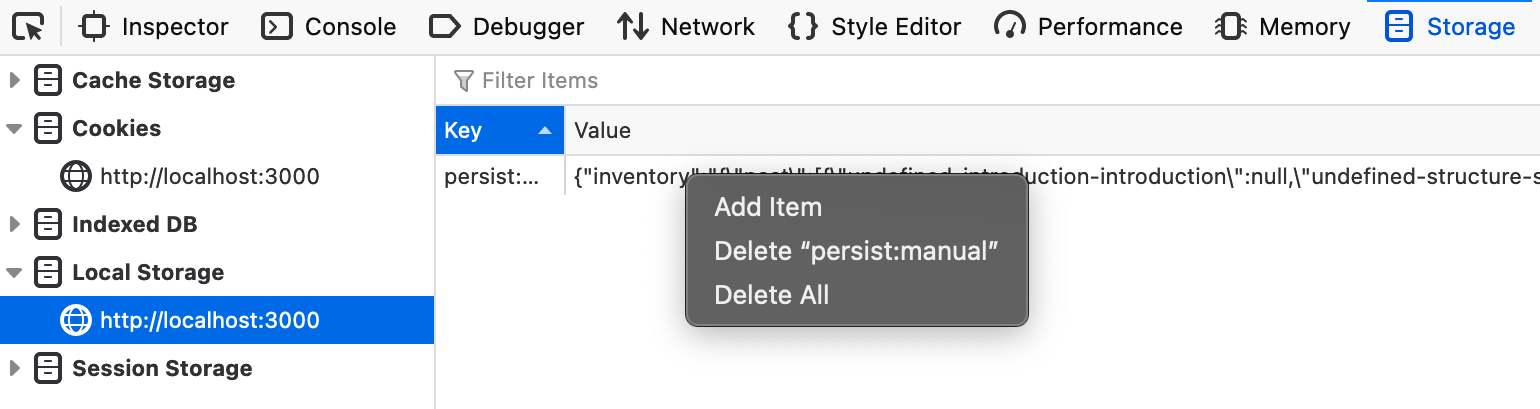 Inspector Console Debugger Network Style Editor Performance Memory Storage
Cache Storage
Cookies
http://localhost:3000
Indexed DB
Local Storage
http://localhost:3000
Session Storage
Filter Items
Key Value
persist:... {"inventory" introduction-introduction\":null,\"undefined-structure-s
Add Item
Delete “persist:manual”
Delete All